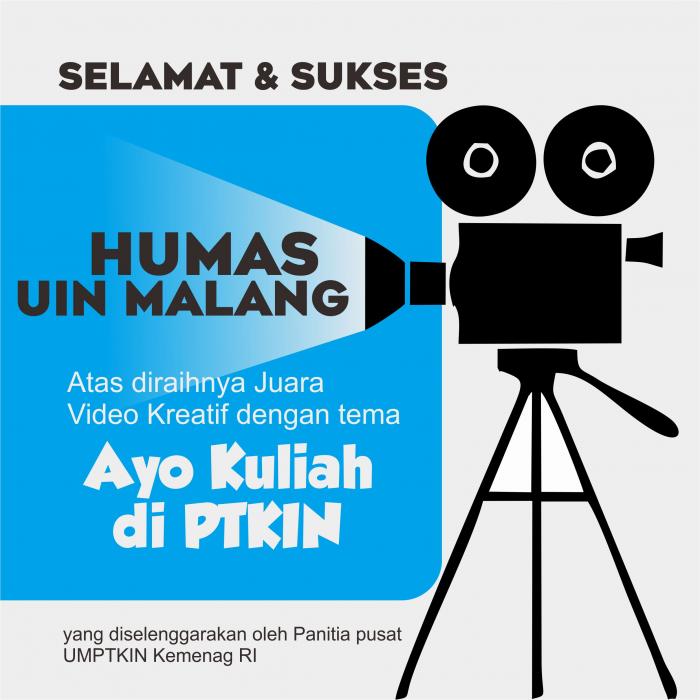 SELAMAT & SUKSES
HUMAS
UIN MALANG
Atas diraihnya Juara
Video Kreatif dengan tema
Ayo Kuliah
di PTKIN
yang diselenggarakan oleh Panitia pusat
UMPTKIN Kemenag RI